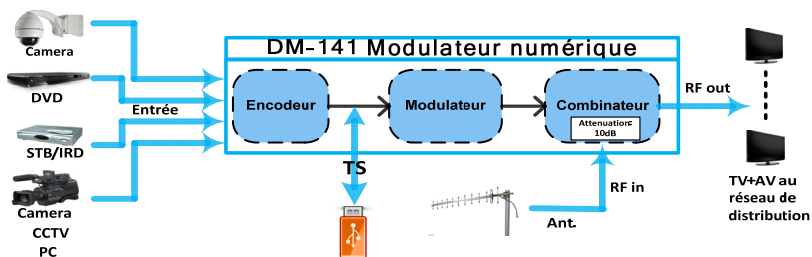 DM-141 Modulateur numérique
Camera
DVD
Entrée
STB/IRD
Camera
CCTV
PC
Encodeur
Modulateur
Combinateur
Attenuation=
10dB
TS
RF in
Ant.
RF out
TV+AV au
réseau de
distribution